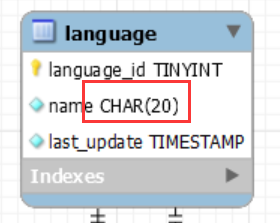 language
language_id TINYINT
name CHAR(20)
last_update TIMESTAMP
Indexes